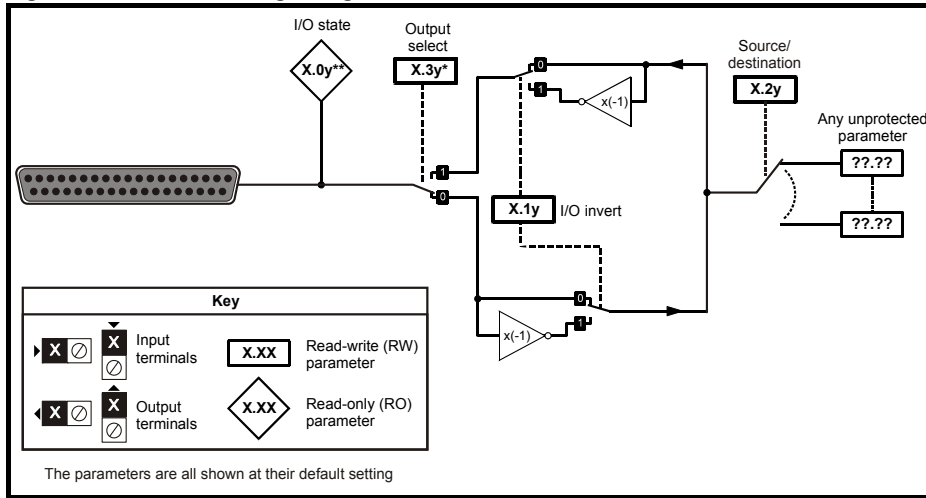 I/O state
X.0y**
Output
select
X.3y*
0
1
x(-1)
Source/
destination
X.2y
Any unprotected
parameter
??.??
??.??
1
0
X.1y
I/O invert
0
1
x(-1)
Key
X
X
Input
terminals
X.XX
Read-write (RW)
parameter
X
X
Output
terminals
X.XX
Read-only (RO)
parameter
The parameters are all shown at their default setting